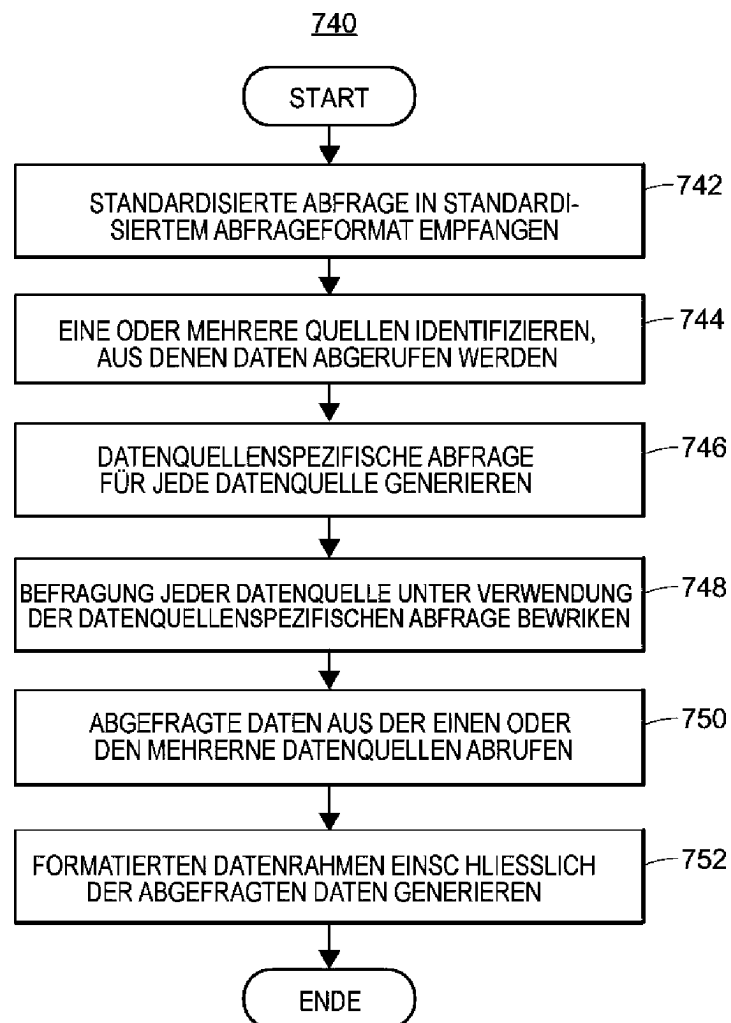 740
START
STANDARDISIERTE ABFRAGE IN STANDARDI-
SIERTEM ABFRAGEFORMAT EMPFANGEN
742
EINE ODER MEHRERE QUELLEN IDENTIFIZIEREN,
AUS DENEN DATEN ABGERUFEN WERDEN
744
DATENQUELLENSPEZIFISCHE ABFRAGE
FÜR JEDE DATENQUELLE GENERIEREN
746
BEFRAGUNG JEDER DATENQUELLE UNTER VERWENDUNG
DER DATENQUELLENSPEZIFISCHEN ABFRAGE BEWRIKEN
748
ABGEFRAGTE DATEN AUS DER EINEN ODER
DEN MEHRERNE DATENQUELLEN ABRUFEN
750
FORMATIERTEN DATENRAHMEN EINSC HLIESSLICH
DER ABGEFRAGTEN DATEN GENERIEREN
752
ENDE